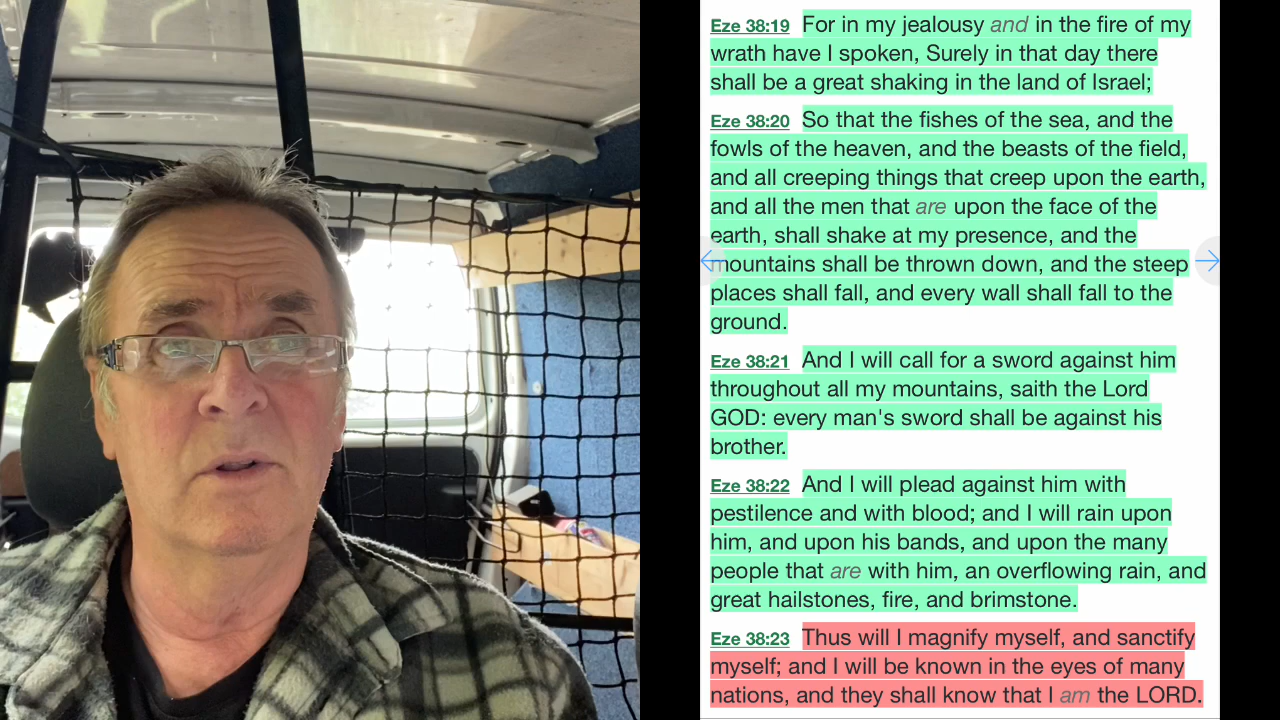 Eze 38:19 For in my jealousy and in the fire of my
wrath have I spoken, Surely in that day there
shall be a great shaking in the land of Israel;
Eze 38:20 So that the fishes of the sea, and the
fowls of the heaven, and the beasts of the field,
and all creeping things that creep upon the earth,
and all the men that are upon the face of the
earth, shall shake at my presence, and the
mountains shall be thrown down, and the steep
places shall fall, and every wall shall fall to the
ground.
Eze 38:21 And I will call for a sword against him
throughout all my mountains, saith the Lord
GOD: every man's sword shall be against his
brother.
Eze 38:22 And I will plead against him with
pestilence and with blood; and I will rain upon
him, and upon his bands, and upon the many
people that are with him, an overflowing rain, and
great hailstones, fire, and brimstone.
Eze 38:23 Thus will I magnify myself, and sanctify
myself; and I will be known in the eyes of many
nations, and they shall know that I am the LORD.